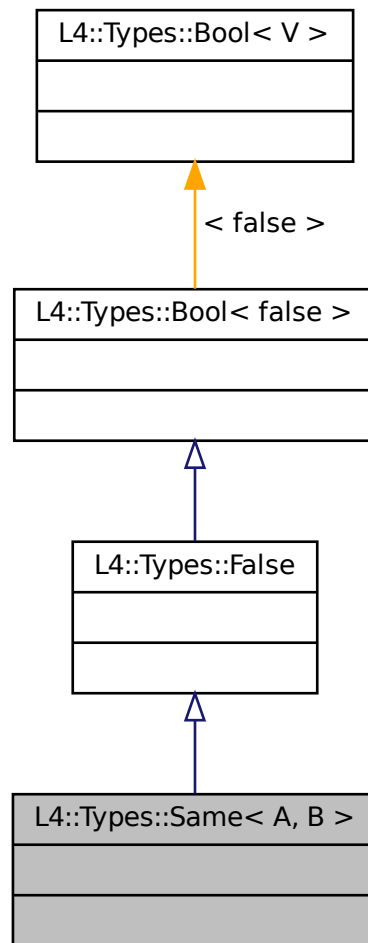 L4::Types::Bool< V >
< false >
L4::Types::Bool< false >
L4::Types::False
L4::Types::Same< A, B >